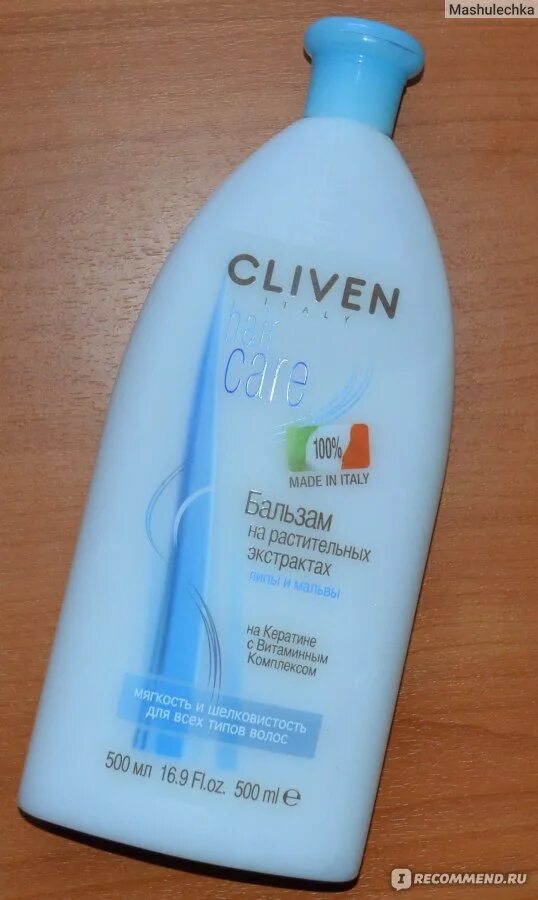 Mashulechka
CLIVEN
ITALY
hair
care
100%
MADE IN ITALY
Бальзам
на растительных
экстрактах
липы и мальвы
на Кератине
с Витаминным
Комплексом
мягкость и шелковистость
для всех типов волос
500 мл 16.9 Fl.oz. 500 ml e
I RECOMMEND.RU